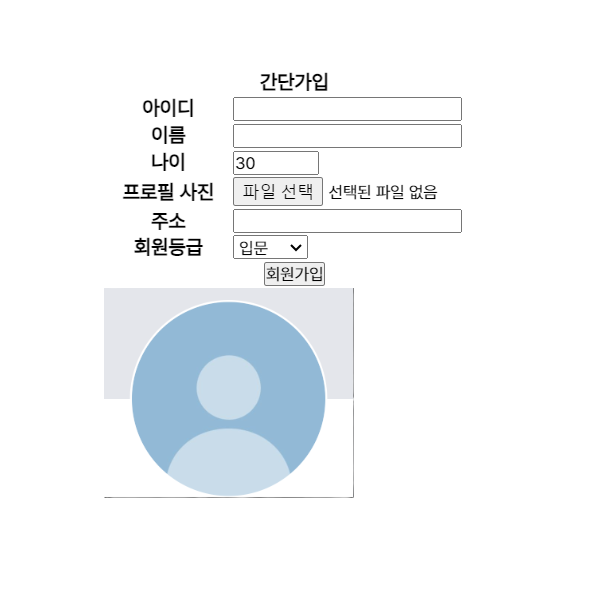 간단가입
아이디
이름
나이 30
프로필 사진 파일 선택 선택된 파일 없음
주소
회원등급 입문
회원가입